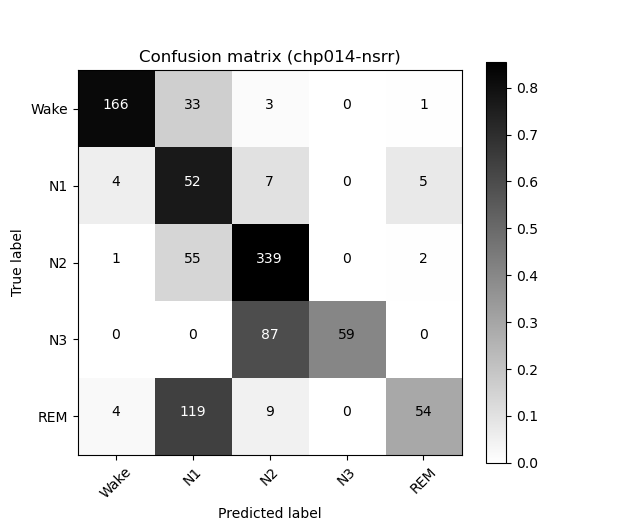 Confusion matrix (chp014-nsrr)
True label
Wake 166 33 3 0 1
N1 4 52 7 0 5
N2 1 55 339 0 2
N3 0 0 87 59 0
REM 4 119 9 0 54
Wake N1 N2 N3 REM
Predicted label
0.8
0.7
0.6
0.5
0.4
0.3
0.2
0.1
0.0